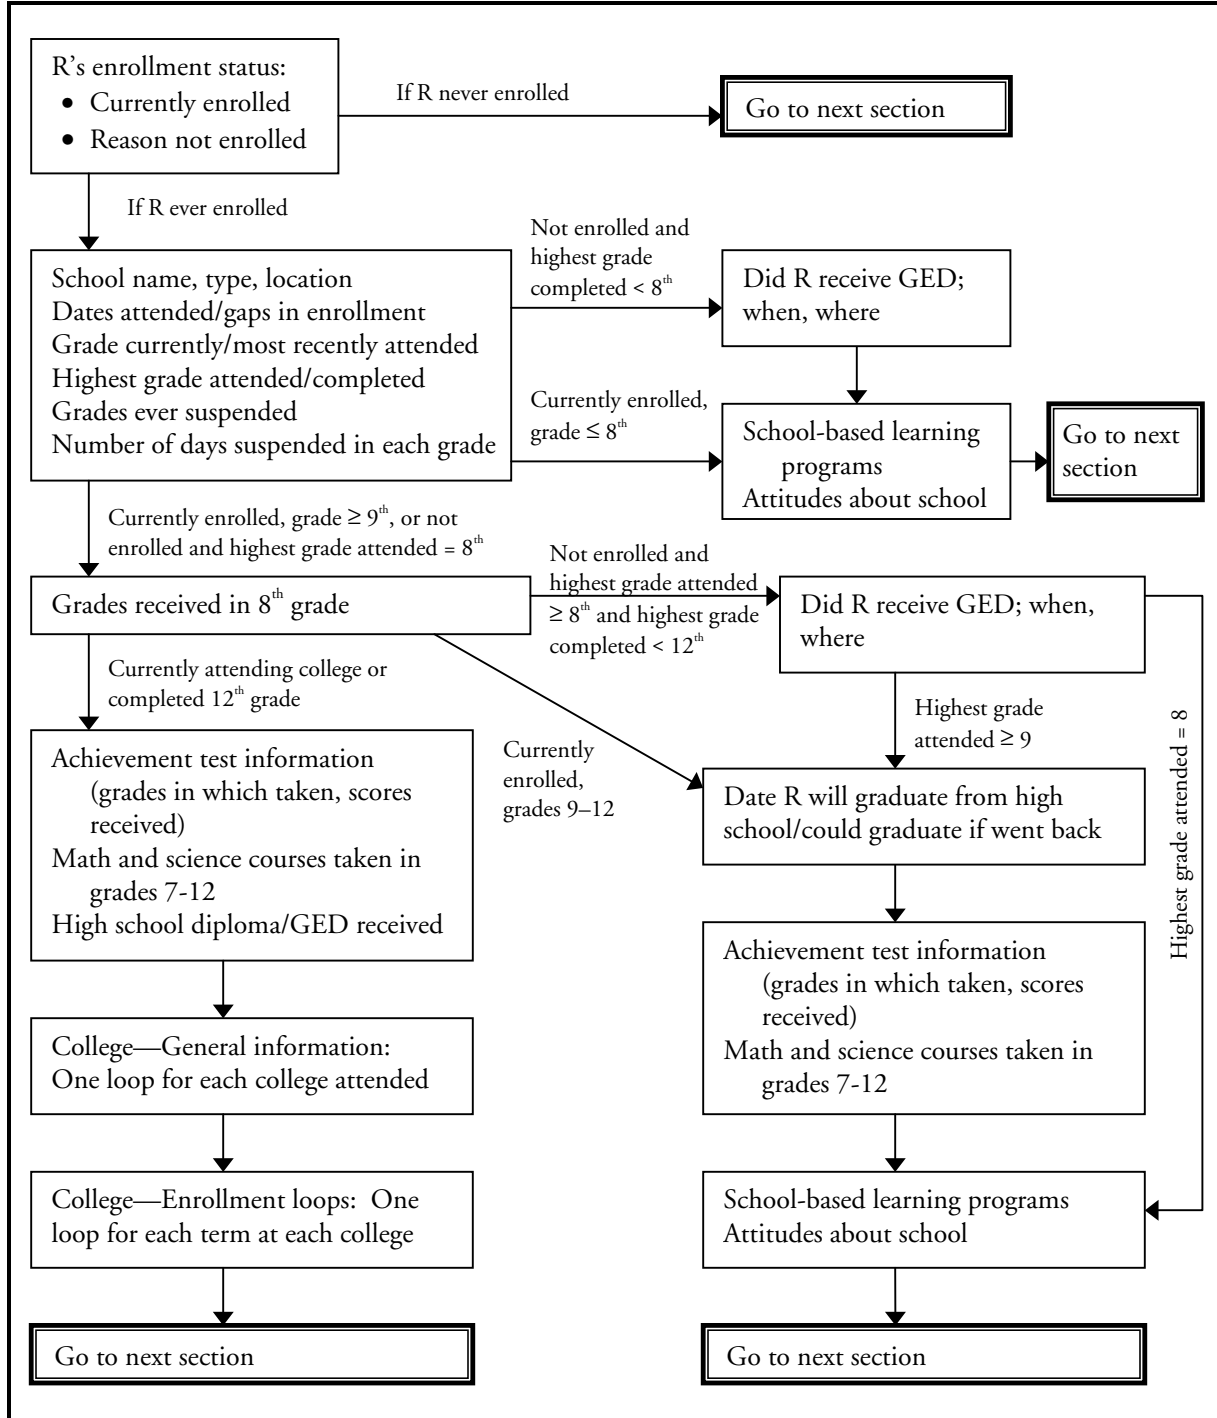 R’s enrollment status:
• Currently enrolled
• Reason not enrolled
If R never enrolled
Go to next section
If R ever enrolled
School name, type, location
Dates attended/gaps in enrollment
Grade currently/most recently attended
Highest grade attended/completed
Grades ever suspended
Number of days suspended in each grade
Not enrolled and
highest grade
completed < 8th
Did R receive GED;
when, where
Currently enrolled,
grade ≤ 8th
School-based learning
programs
Attitudes about school
Go to next
section
Currently enrolled, grade ≥ 9th, or not
enrolled and highest grade attended = 8th
Grades received in 8th grade
Not enrolled and
highest grade attended
≥ 8th and highest grade
completed < 12th
Did R receive GED; when,
where
Currently attending college or
completed 12th grade
Currently
enrolled,
grades 9–12
Highest grade
attended ≥ 9
Highest grade attended = 8
Achievement test information
(grades in which taken, scores
received)
Math and science courses taken in
grades 7-12
High school diploma/GED received
Date R will graduate from high
school/could graduate if went back
Achievement test information
(grades in which taken, scores
received)
Math and science courses taken in
grades 7-12
College—General information:
One loop for each college attended
College—Enrollment loops:  One
loop for each term at each college
School-based learning programs
Attitudes about school
Go to next section
Go to next section